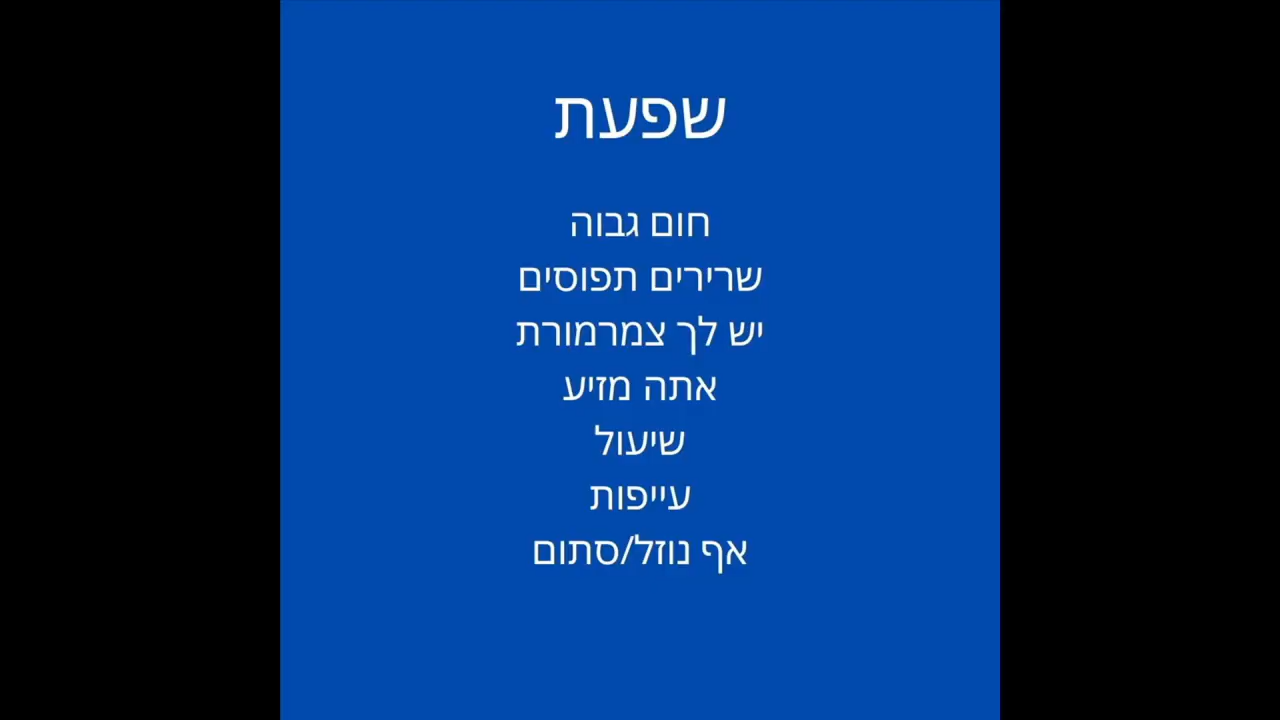 שפעת
חום גבוה
שרירים תפוסים
יש לך צמרמורת
אתה מזיע
שיעול
עייפות
אף נוזל/סתום